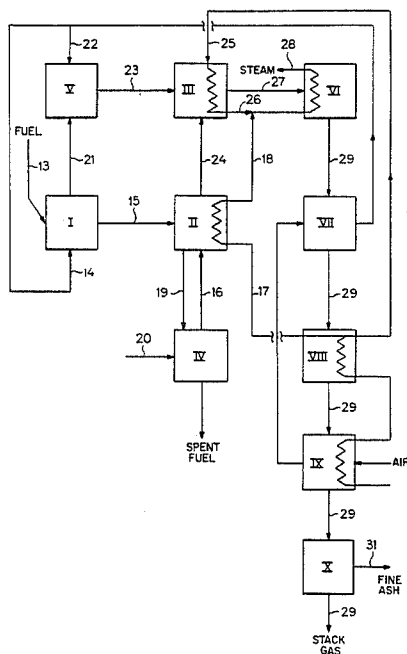 22
25
28
STEAM
23
27
V
III
26
VI
FUEL
13
21
24
18
29
15
I
II
VII
14
19
16
17
29
20
IV
VIII
SPENT
FUEL
29
IX
AIR
29
X
31
FINE
ASH
29
STACK
GAS